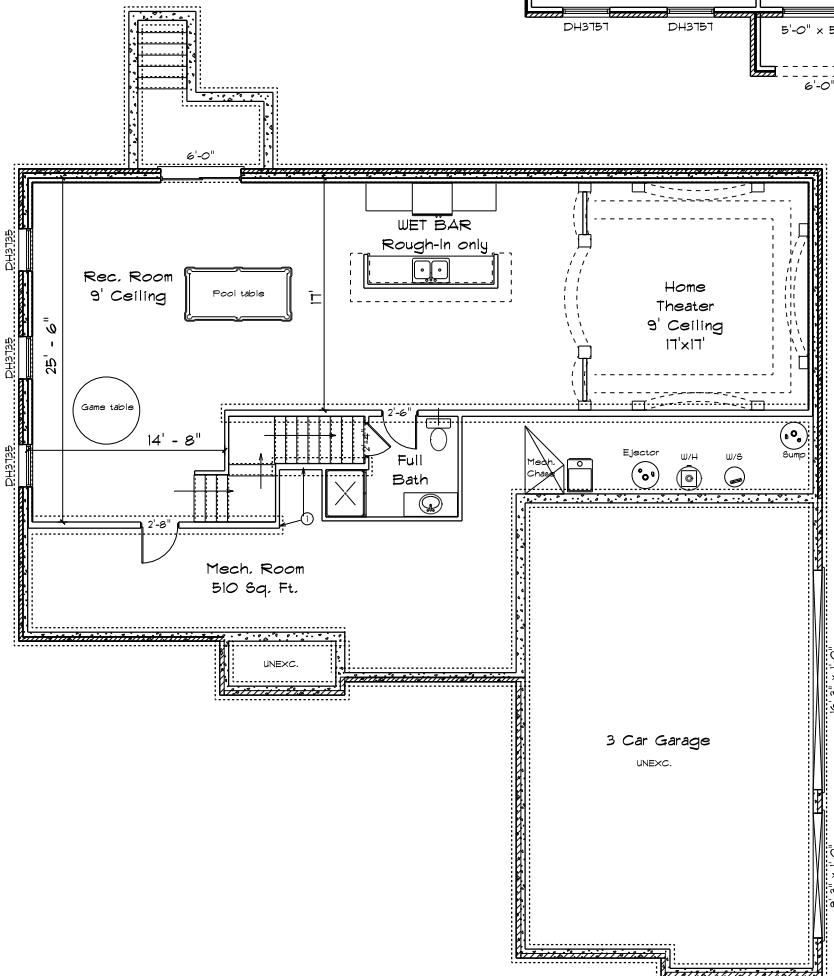 DH3757
DH3757
5'-0" x 5
6'-0"
6'-0"
DH3735
DH3735
DH3735
WET BAR
Rough-In only
Rec. Room
9' Ceiling
Pool table
17'
Home
Theater
9' Ceiling
17'x17'
25' - 6"
Game table
14' - 8"
2'-6"
Full
Bath
Mech.
Chase
Ejector
W/H
W/S
Sump
2'-8"
1
Mech. Room
510 Sq. Ft.
UNEXC.
3 Car Garage
UNEXC.